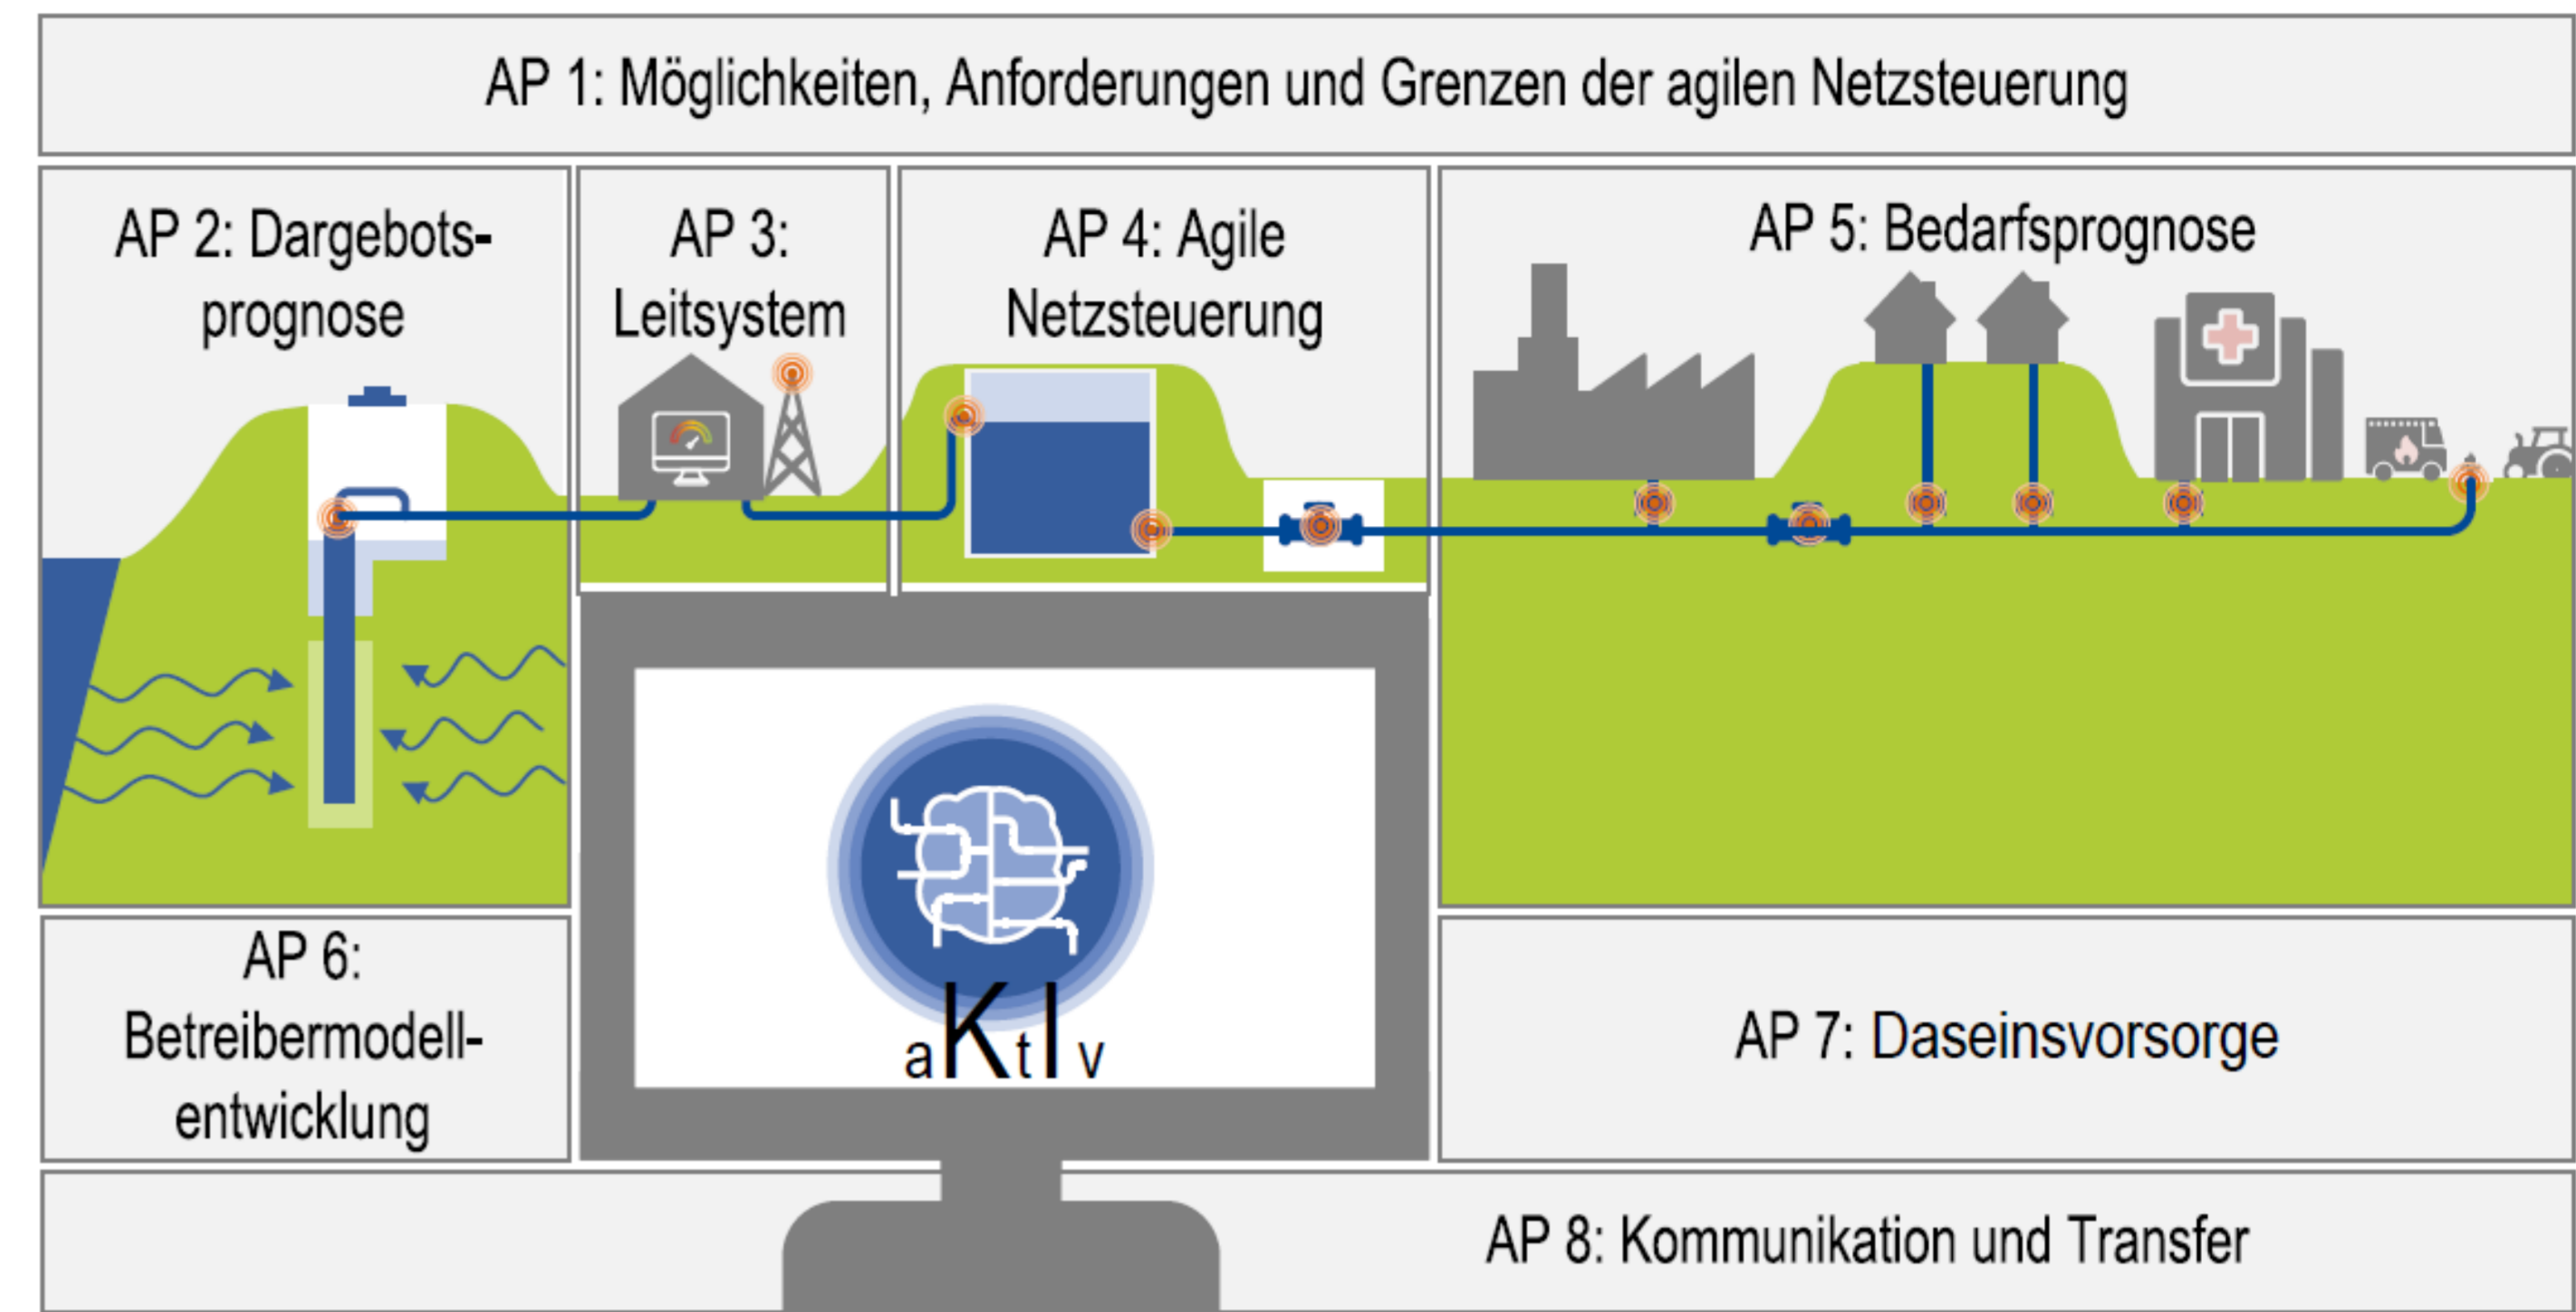 AP 1: Möglichkeiten, Anforderungen und Grenzen der agilen Netzsteuerung
AP 2: Dargebots-
prognose
AP 3:
Leitsystem
AP 4: Agile
Netzsteuerung
AP 5: Bedarfsprognose
aKtIv
AP 6:
Betreibermodell-
entwicklung
AP 7: Daseinsvorsorge
AP 8: Kommunikation und Transfer